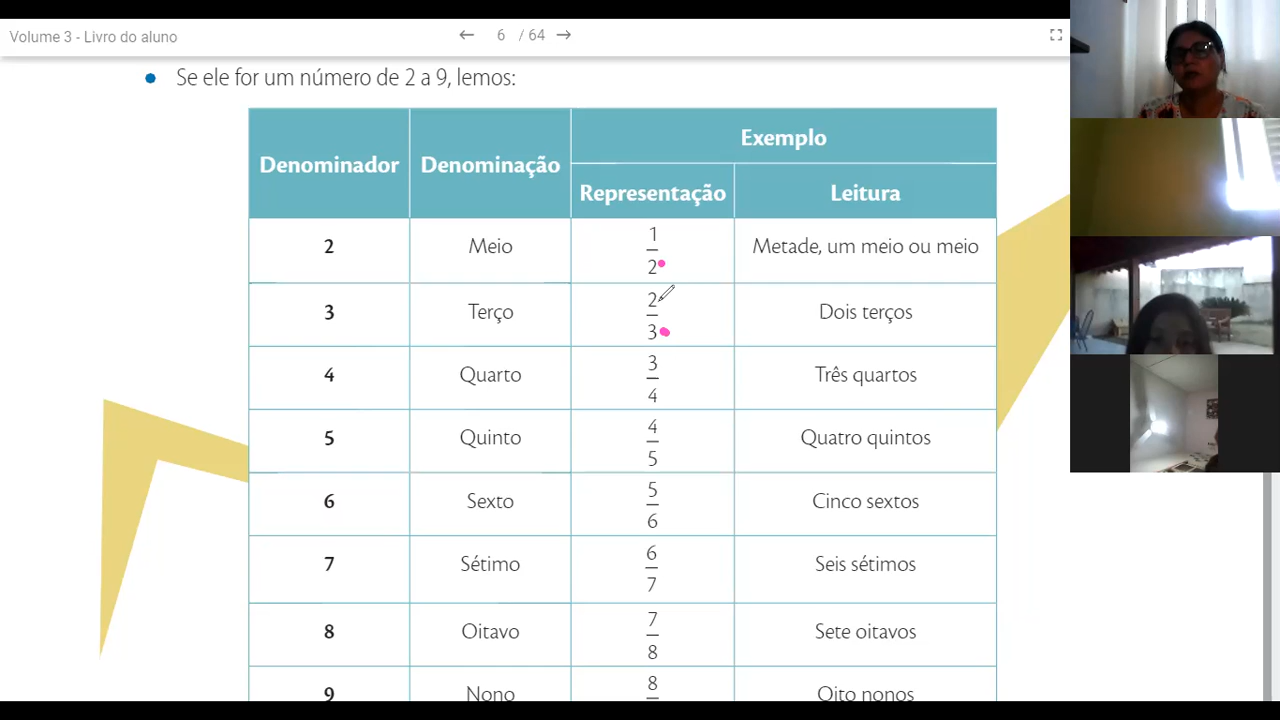 Volume 3 - Livro do aluno
← 6 / 64 →
• Se ele for um número de 2 a 9, lemos:
Denominador Denominação Exemplo
Representação Leitura
2 Meio 1/2 Metade, um meio ou meio
3 Terço 2/3 Dois terços
4 Quarto 3/4 Três quartos
5 Quinto 4/5 Quatro quintos
6 Sexto 5/6 Cinco sextos
7 Sétimo 6/7 Seis sétimos
8 Oitavo 7/8 Sete oitavos
9 Nono 8 Oito nonos